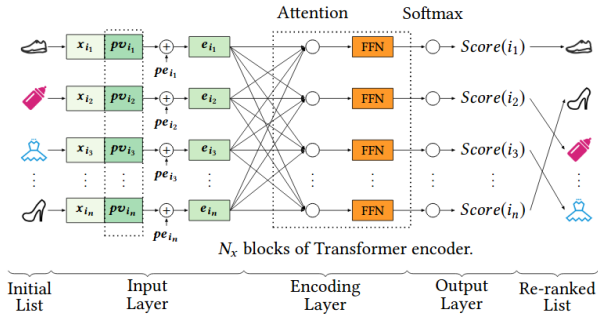 Attention Softmax
x_{i_1} pv_{i_1} + e_{i_1} FFN Score(i_1)
pe_{i_1}
x_{i_2} pv_{i_2} + e_{i_2} FFN Score(i_2)
pe_{i_2}
x_{i_3} pv_{i_3} + e_{i_3} FFN Score(i_3)
pe_{i_3}
x_{i_n} pv_{i_n} + e_{i_n} FFN Score(i_n)
pe_{i_n}
N_x blocks of Transformer encoder.
Initial List
Input Layer
Encoding Layer
Output Layer
Re-ranked List